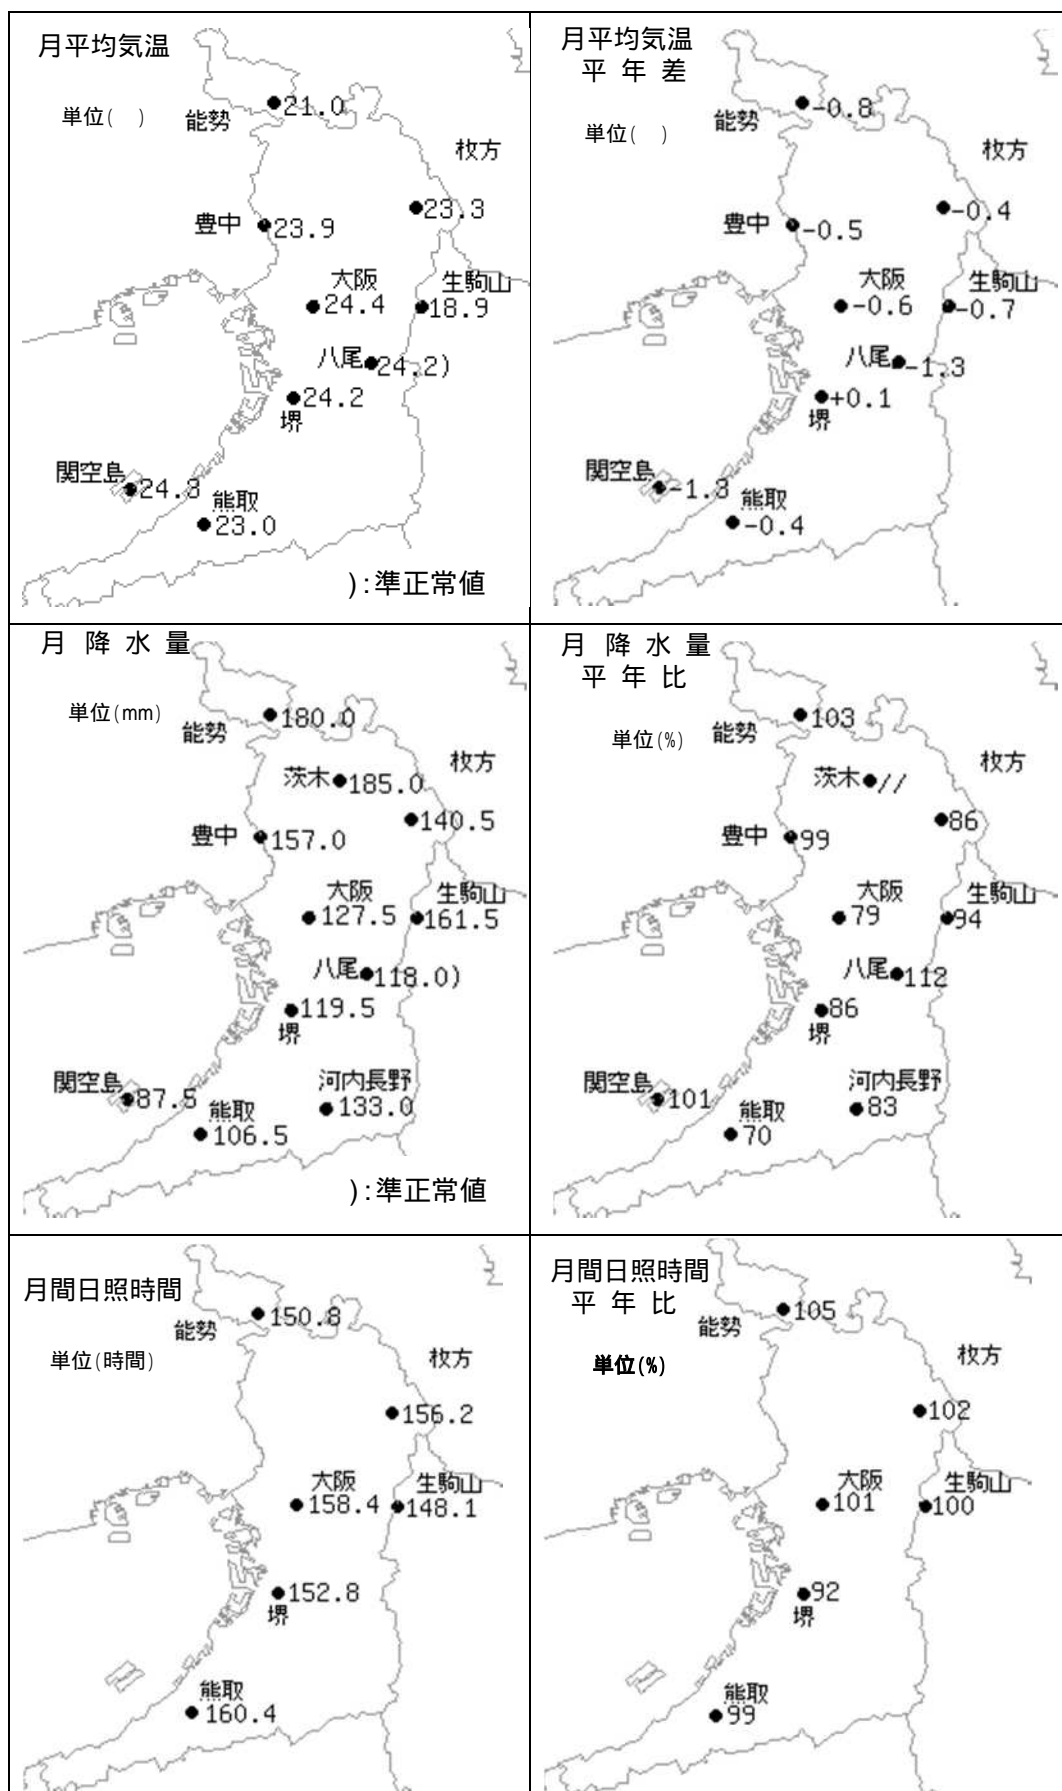 月平均気温
単位( )
能勢
21.0
枚方
23.3
豊中
23.9
大阪
24.4
生駒山
18.9
八尾
24.2)
24.2
堺
関空島
24.3
熊取
23.0
):準正常値
月平均気温
平年差
単位( )
能勢
-0.8
枚方
-0.4
豊中
-0.5
大阪
-0.6
生駒山
-0.7
八尾
-1.3
+0.1
堺
関空島
-1.3
熊取
-0.4
月降水量
単位(mm)
能勢
180.0
枚方
茨木
185.0
140.5
豊中
157.0
大阪
127.5
生駒山
161.5
八尾
118.0)
119.5
堺
関空島
87.5
河内長野
133.0
熊取
106.5
):準正常値
月降水量
平年比
単位(%)
能勢
103
枚方
茨木
//
86
豊中
99
大阪
79
生駒山
94
八尾
112
86
堺
関空島
101
河内長野
83
熊取
70
月間日照時間
単位(時間)
能勢
150.8
枚方
156.2
大阪
158.4
生駒山
148.1
152.8
堺
熊取
160.4
月間日照時間
平年比
単位(%)
能勢
105
枚方
102
大阪
101
生駒山
100
92
堺
熊取
99